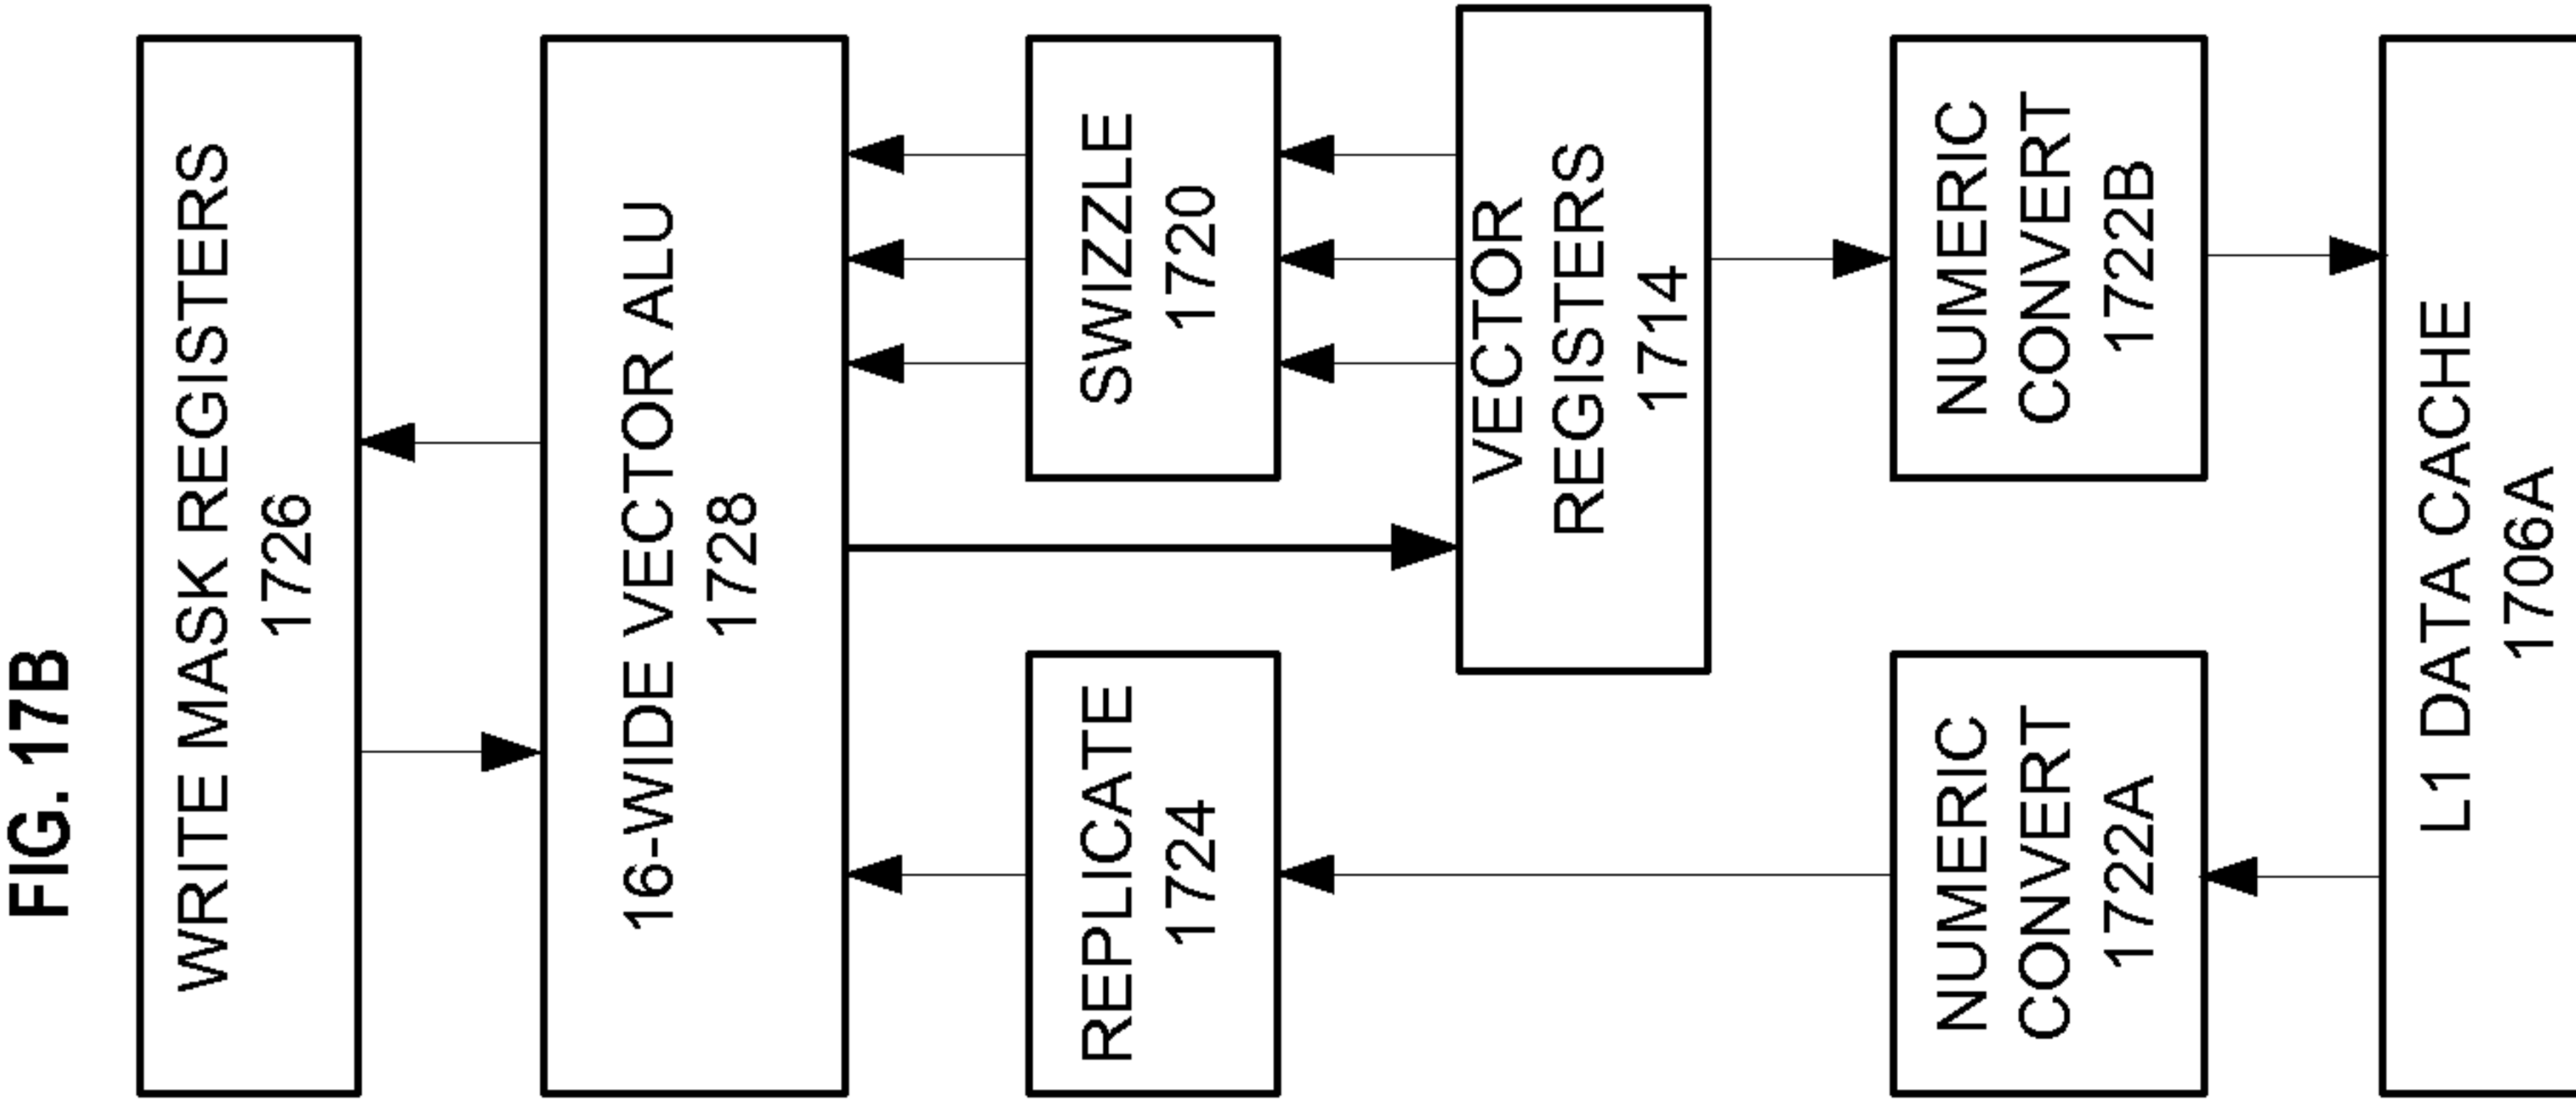 FIG. 17B
WRITE MASK REGISTERS
1726
16-WIDE VECTOR ALU
1728
REPLICATE
1724
SWIZZLE
1720
VECTOR
REGISTERS
1714
NUMERIC
CONVERT
1722A
NUMERIC
CONVERT
1722B
L1 DATA CACHE
1706A